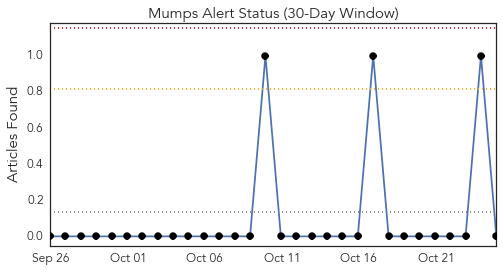 Mumps Alert Status (30-Day Window)
Articles Found
1.0
0.8
0.6
0.4
0.2
0.0
Sep 26
Oct 01
Oct 06
Oct 11
Oct 16
Oct 21